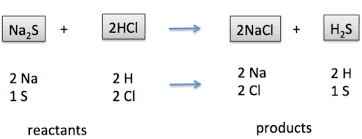 Na₂S + 2HCl → 2NaCl + H₂S
2 Na 2 H → 2 Na 2 H
1 S 2 Cl 2 Cl 1 S
reactants products